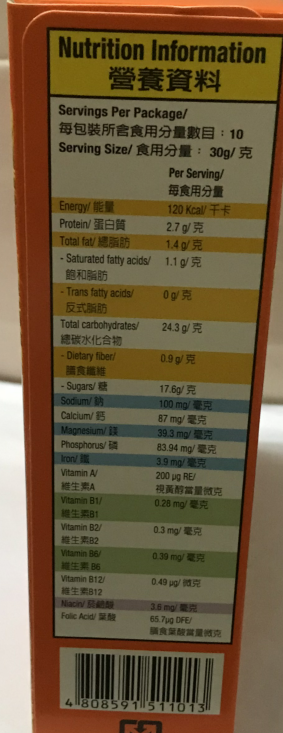 Nutrition Information
營養資料
Servings Per Package/
每包裝所含食用分量數目：10
Serving Size/ 食用分量： 30g/ 克
Per Serving/
每食用分量
Energy/ 能量 120 Kcal/ 千卡
Protein/ 蛋白質 2.7 g/ 克
Total fat/ 總脂肪 1.4 g/ 克
- Saturated fatty acids/ 1.1 g/ 克
飽和脂肪
- Trans fatty acids/ 0 g/ 克
反式脂肪
Total carbohydrates/ 24.3 g/ 克
總碳水化合物
- Dietary fiber/ 0.9 g/ 克
膳食纖維
- Sugars/ 糖 17.6g/ 克
Sodium/ 鈉 100 mg/ 毫克
Calcium/ 鈣 87 mg/ 毫克
Magnesium/ 鎂 39.3 mg/ 毫克
Phosphorus/ 磷 83.94 mg/ 毫克
Iron/ 鐵 3.9 mg/ 毫克
Vitamin A/ 200 µg RE/
維生素A 視黃醇當量微克
Vitamin B1/ 0.28 mg/ 毫克
維生素B1
Vitamin B2/ 0.3 mg/ 毫克
維生素B2
Vitamin B6/ 0.39 mg/ 毫克
維生素 B6
Vitamin B12/ 0.49 µg/ 微克
維生素B12
Niacin/ 菸鹼酸 3.6 mg/ 毫克
Folic Acid/ 葉酸 65.7µg DFE/
膳食葉酸當量微克
4 808591 511013